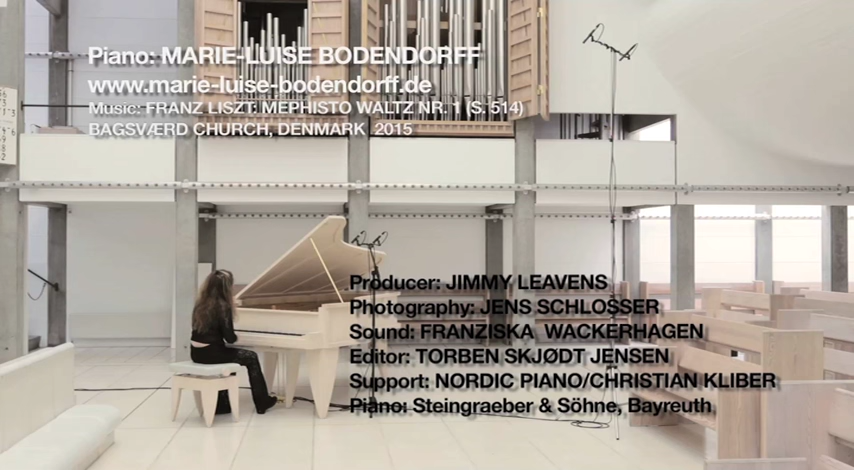 Piano: MARIE-LUISE BODENDORFF
www.marie-luise-bodendorff.de
Music: FRANZ LISZT: MEPHISTO WALTZ NR. 1 (S. 514)
BAGSVÆRD CHURCH, DENMARK 2015
Producer: JIMMY LEAVENS
Photography: JENS SCHLOSSER
Sound: FRANZISKA WACKERHAGEN
Editor: TORBEN SKJØDT JENSEN
Support: NORDIC PIANO/CHRISTIAN KLIBER
Piano: Steingraeber & Söhne, Bayreuth